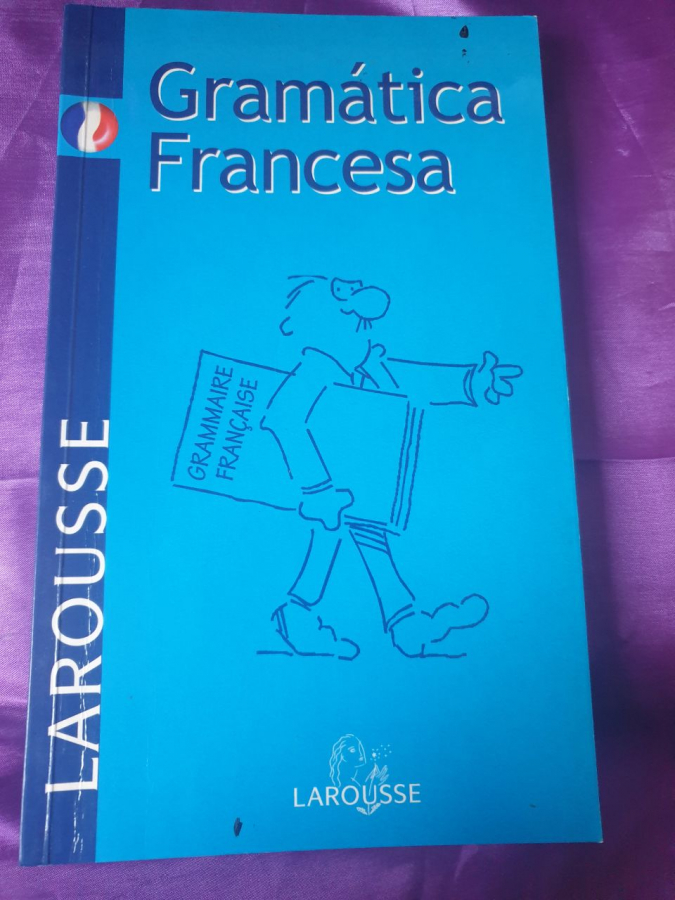 Gramática
Francesa
GRAMMAIRE
FRANÇAISE
LAROUSSE
LAROUSSE